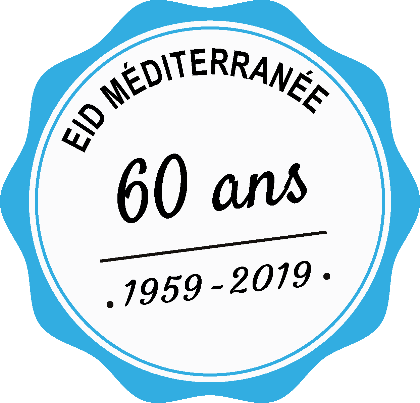 EID MÉDITERRANÉE
60 ans
. 1959 - 2019 .